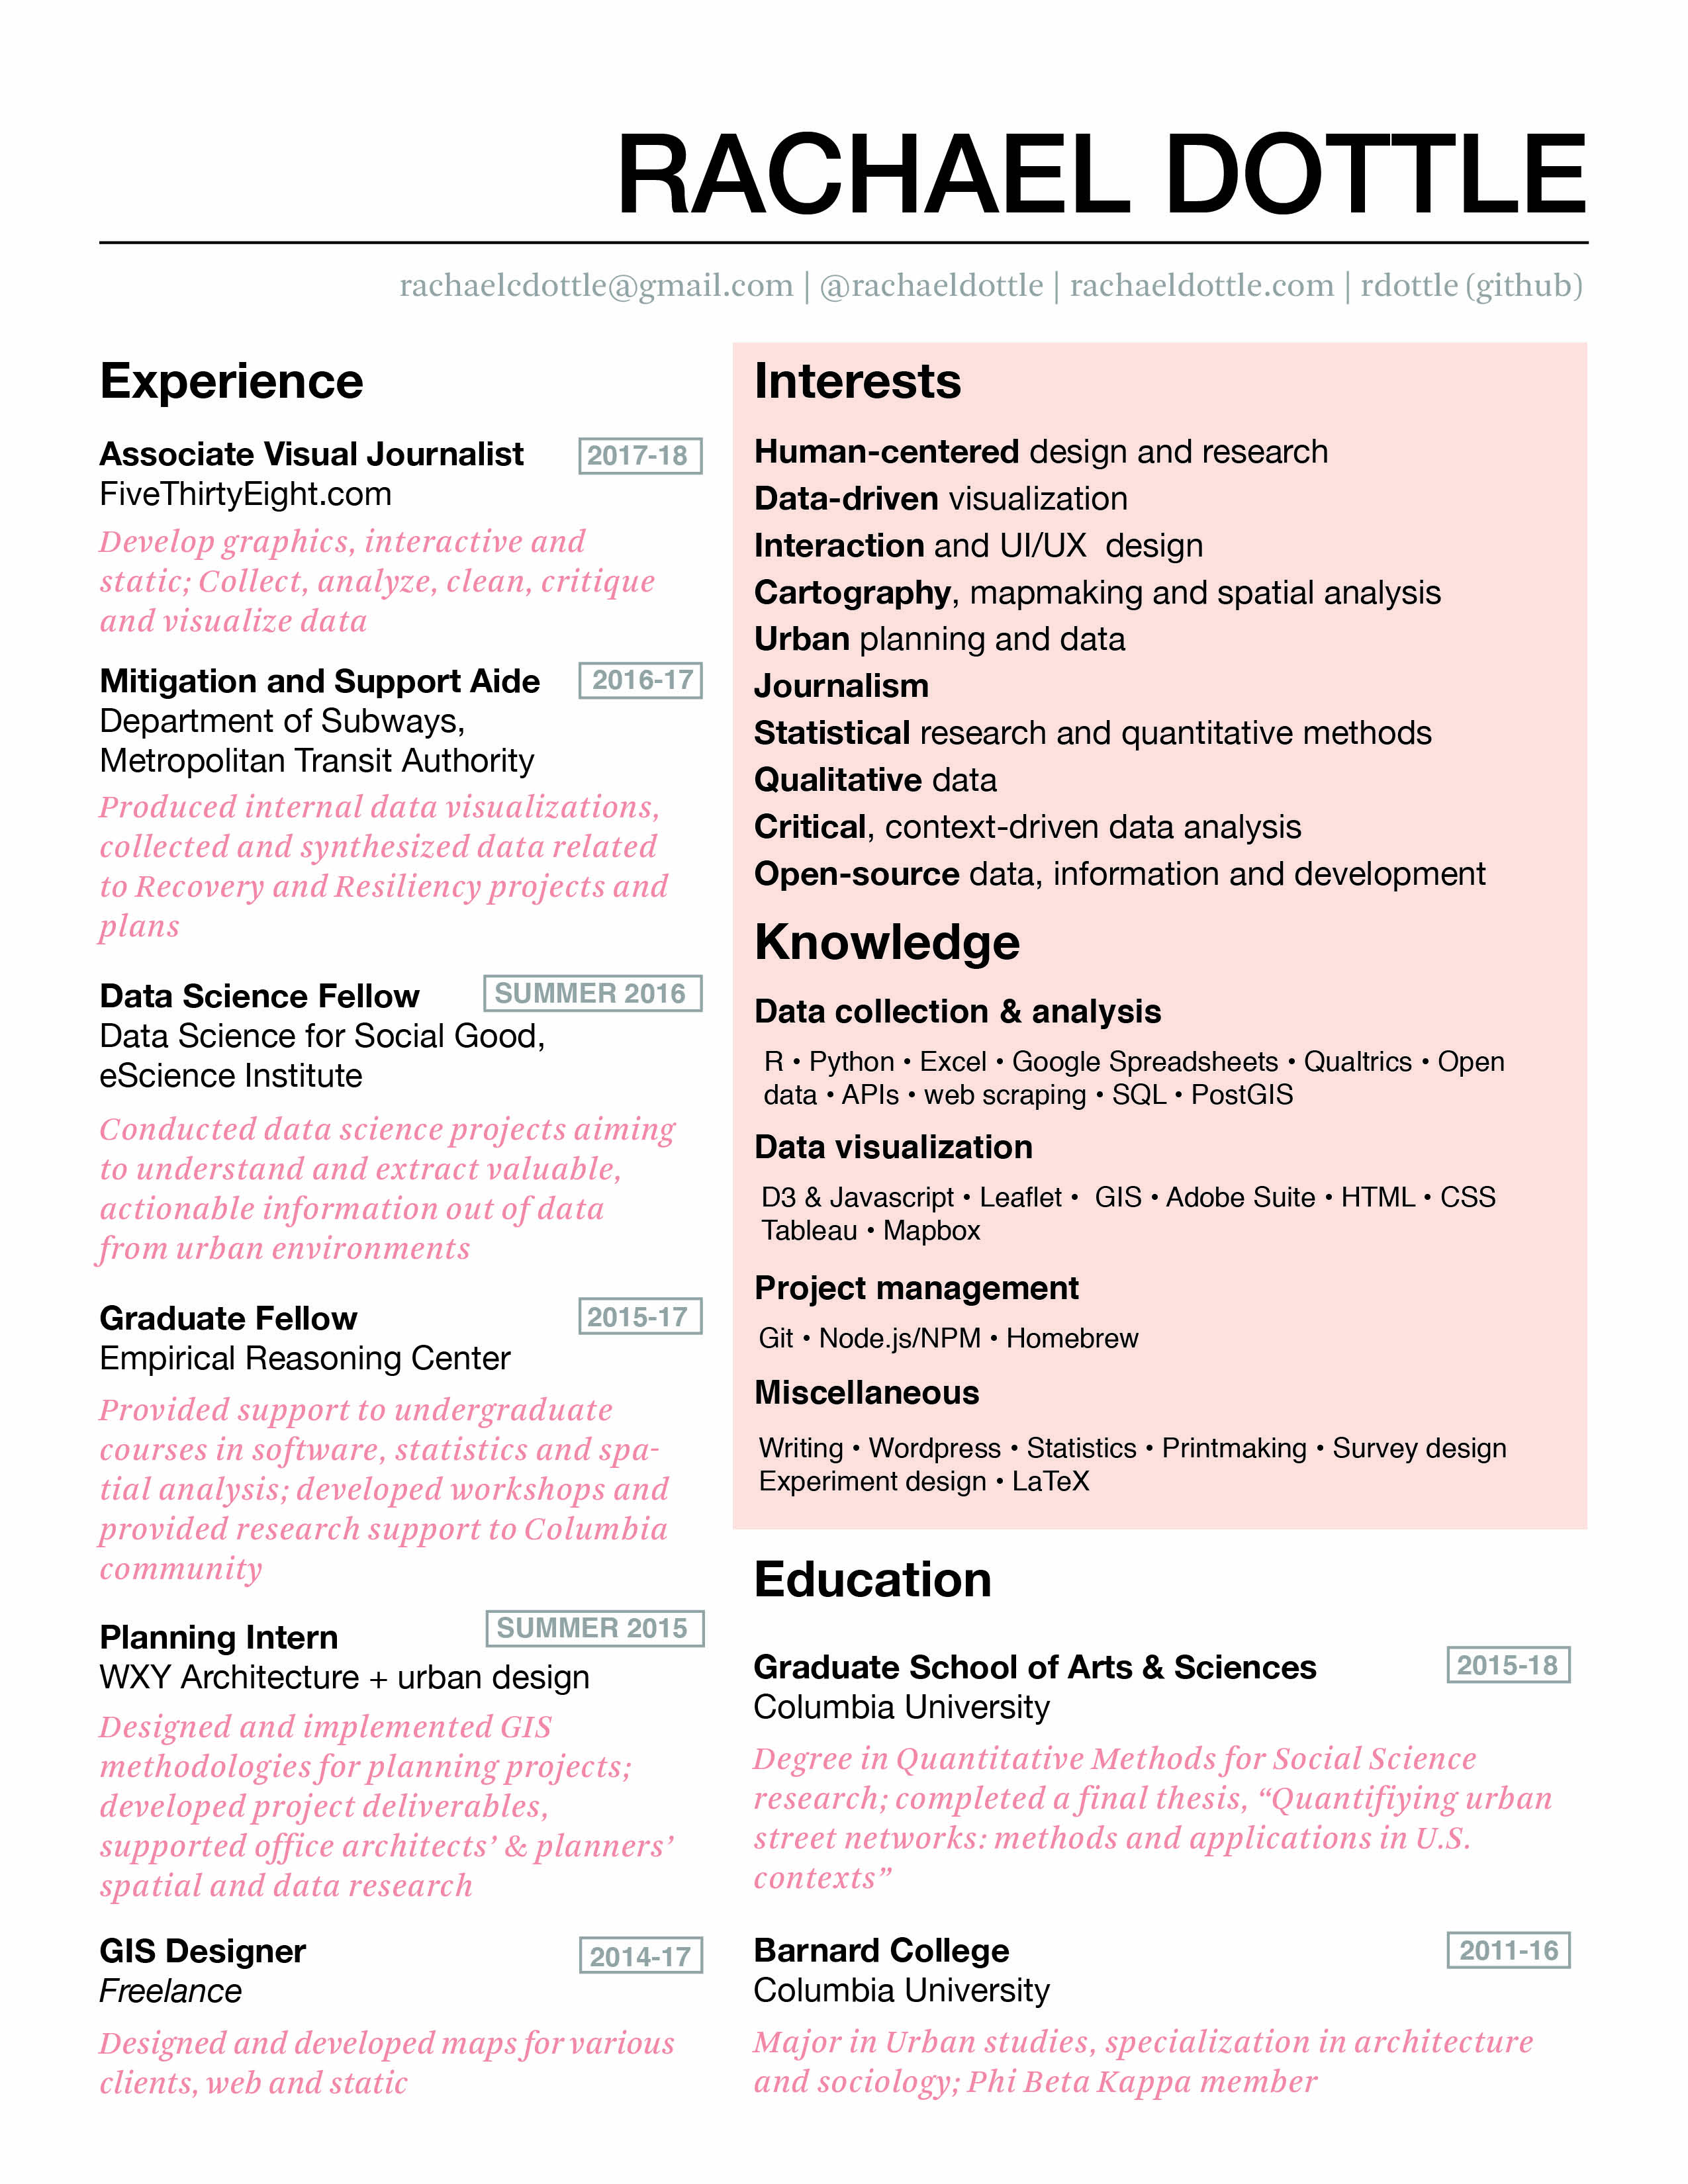 RACHAEL DOTTLE
rachaelcdottle@gmail.com | @rachaeldottle | rachaeldottle.com | rdottle (github)
Experience
Associate Visual Journalist 2017-18
FiveThirtyEight.com
Develop graphics, interactive and
static; Collect, analyze, clean, critique
and visualize data
Mitigation and Support Aide 2016-17
Department of Subways,
Metropolitan Transit Authority
Produced internal data visualizations,
collected and synthesized data related
to Recovery and Resiliency projects and
plans
Data Science Fellow SUMMER 2016
Data Science for Social Good,
eScience Institute
Conducted data science projects aiming
to understand and extract valuable,
actionable information out of data
from urban environments
Graduate Fellow 2015-17
Empirical Reasoning Center
Provided support to undergraduate
courses in software, statistics and spa-
tial analysis; developed workshops and
provided research support to Columbia
community
Planning Intern SUMMER 2015
WXY Architecture + urban design
Designed and implemented GIS
methodologies for planning projects;
developed project deliverables,
supported office architects’ & planners’
spatial and data research
GIS Designer 2014-17
Freelance
Designed and developed maps for various
clients, web and static
Interests
Human-centered design and research
Data-driven visualization
Interaction and UI/UX  design
Cartography, mapmaking and spatial analysis
Urban planning and data
Journalism
Statistical research and quantitative methods
Qualitative data
Critical, context-driven data analysis
Open-source data, information and development
Knowledge
Data collection & analysis
R • Python • Excel • Google Spreadsheets • Qualtrics • Open
data • APIs • web scraping • SQL • PostGIS
Data visualization
D3 & Javascript • Leaflet •  GIS • Adobe Suite • HTML • CSS
Tableau • Mapbox
Project management
Git • Node.js/NPM • Homebrew
Miscellaneous
Writing • Wordpress • Statistics • Printmaking • Survey design
Experiment design • LaTeX
Education
Graduate School of Arts & Sciences 2015-18
Columbia University
Degree in Quantitative Methods for Social Science
research; completed a final thesis, “Quantifiying urban
street networks: methods and applications in U.S.
contexts”
Barnard College 2011-16
Columbia University
Major in Urban studies, specialization in architecture
and sociology; Phi Beta Kappa member